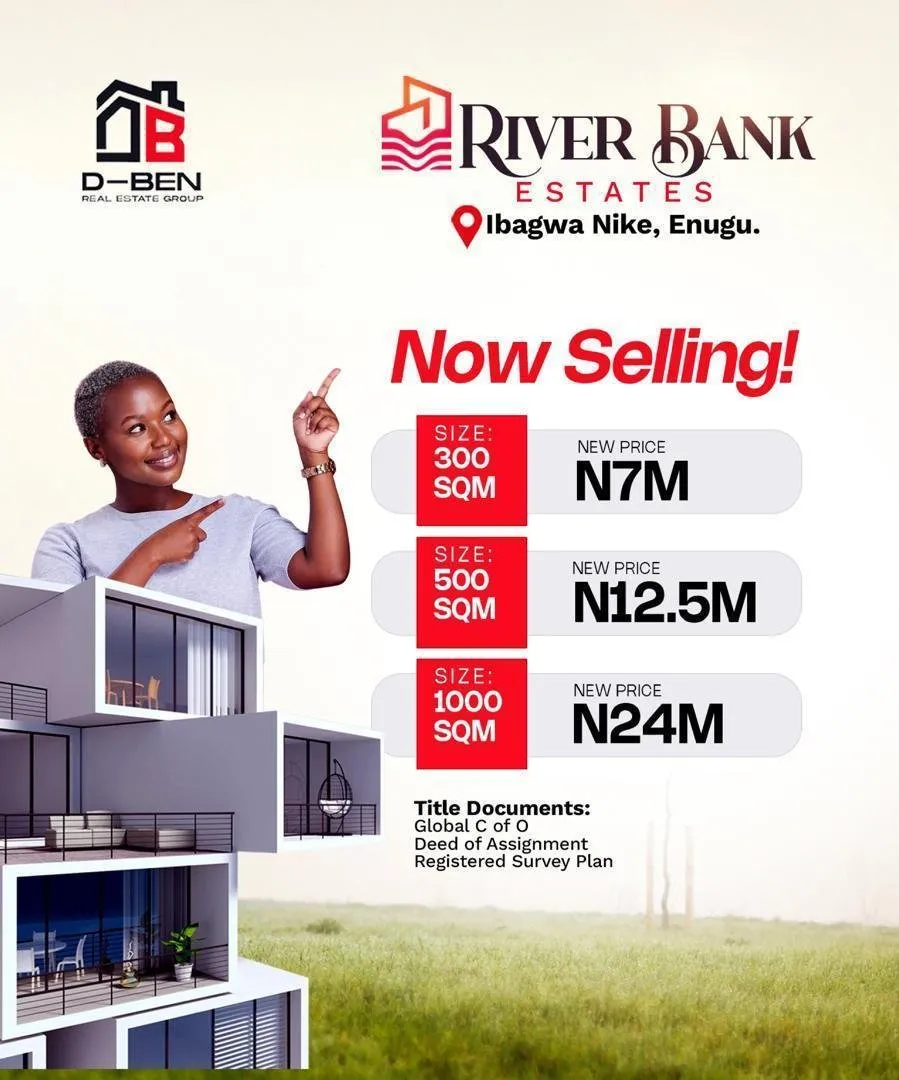 B
D-BEN
REAL ESTATE GROUP
RIVER BANK
ESTATES
Ibagwa Nike, Enugu.
Now Selling!
SIZE:
300
SQM
NEW PRICE
N7M
SIZE:
500
SQM
NEW PRICE
N12.5M
SIZE:
1000
SQM
NEW PRICE
N24M
Title Documents:
Global C of O
Deed of Assignment
Registered Survey Plan